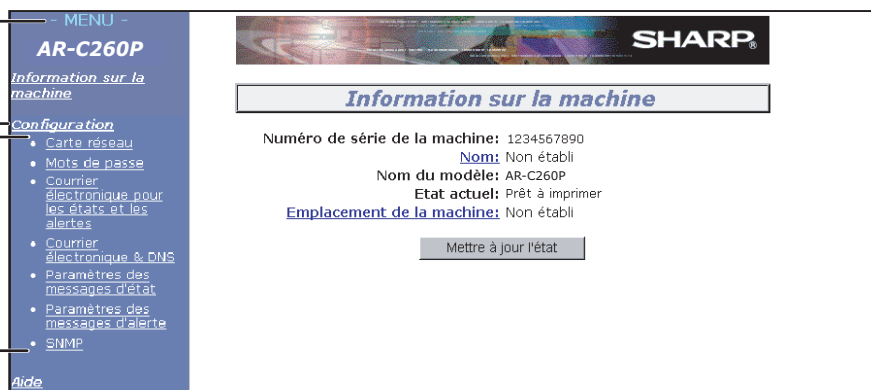 - MENU -
AR-C260P
Information sur la
machine
Configuration
• Carte réseau
• Mots de passe
• Courrier
électronique pour
les états et les
alertes
• Courrier
électronique & DNS
• Paramètres des
messages d'état
• Paramètres des
messages d'alerte
• SNMP
Aide
SHARP®
Information sur la machine
Numéro de série de la machine: 1234567890
Nom: Non établi
Nom du modèle: AR-C260P
Etat actuel: Prêt à imprimer
Emplacement de la machine: Non établi
Mettre à jour l'état